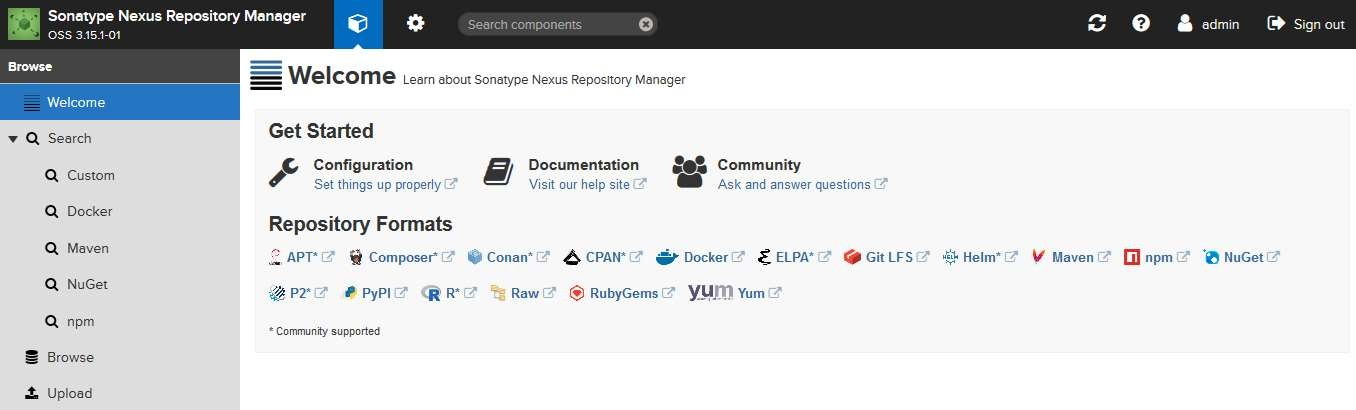 Sonatype Nexus Repository Manager
OSS 3.15.1-01
Search components
admin
Sign out
Browse
Welcome
Search
Custom
Docker
Maven
NuGet
npm
Browse
Upload
Welcome Learn about Sonatype Nexus Repository Manager
Get Started
Configuration
Set things up properly
Documentation
Visit our help site
Community
Ask and answer questions
Repository Formats
APT* Composer* Conan* CPAN* Docker ELPA* Git LFS Helm* Maven npm NuGet
P2* PyPI R* Raw RubyGems yum Yum
* Community supported